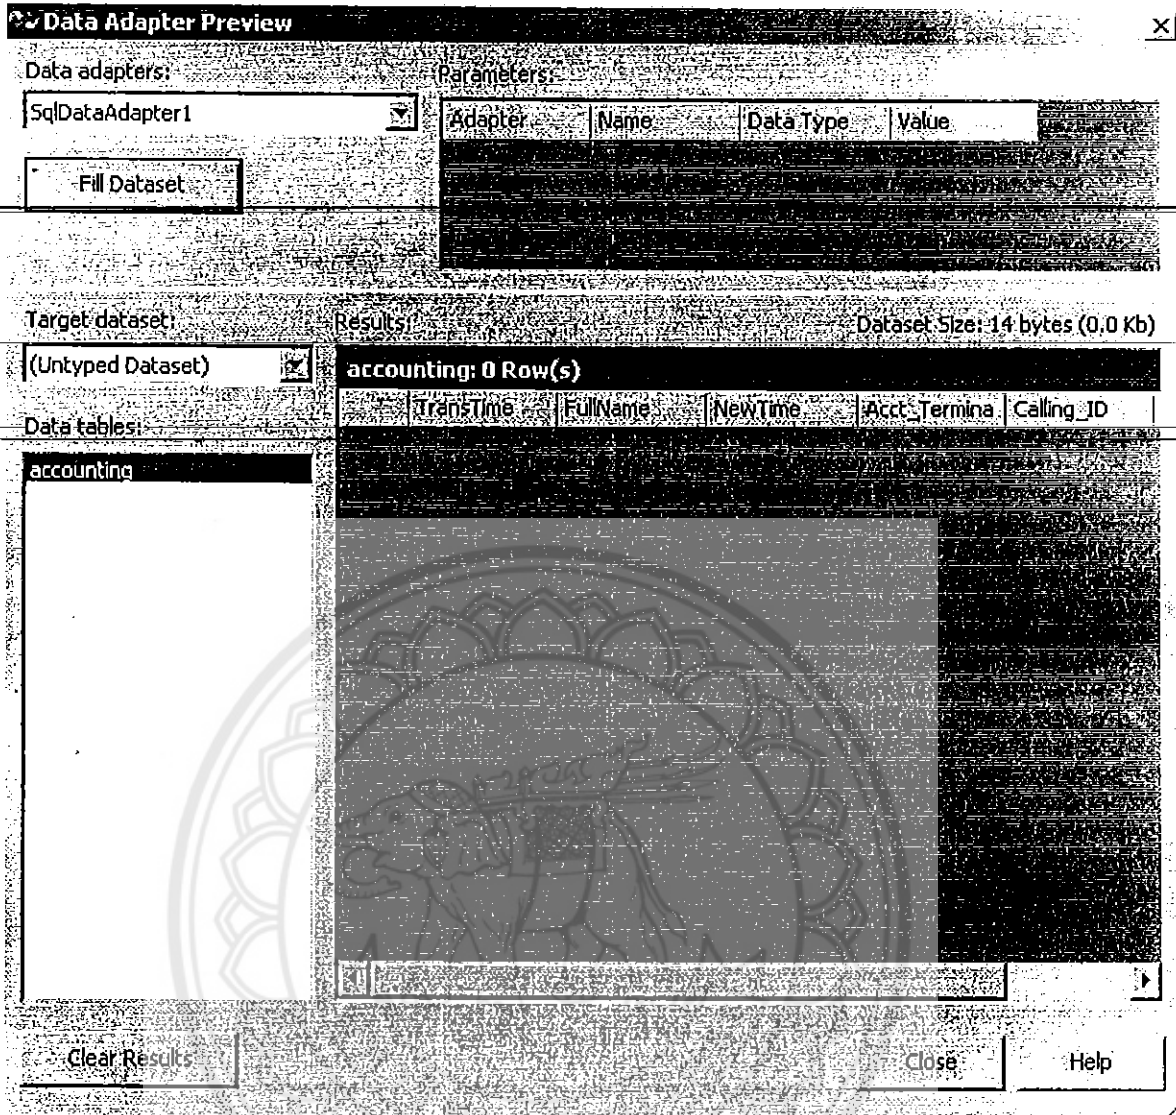 Data Adapter Preview
Data adapters:
SqlDataAdapter1
Fill Dataset
Parameters:
Adapter Name Data Type Value
Target dataset:
(Untyped Dataset)
Data tables:
accounting
Results:
Dataset Size: 14 bytes (0.0 Kb)
accounting: 0 Row(s)
TransTime FullName NewTime Acct_Termina Calling_ID
Clear Results
Close
Help